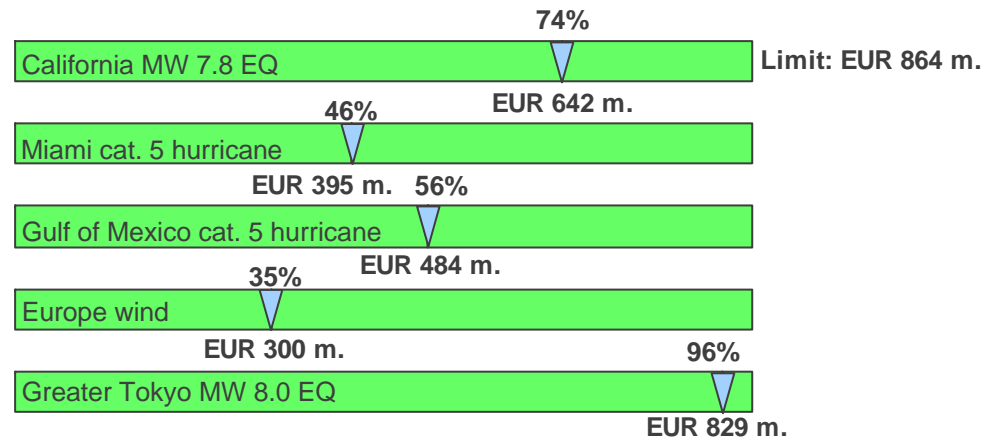 74%
California MW 7.8 EQ
Limit: EUR 864 m.
EUR 642 m.
46%
Miami cat. 5 hurricane
EUR 395 m.
56%
Gulf of Mexico cat. 5 hurricane
EUR 484 m.
35%
Europe wind
EUR 300 m.
96%
Greater Tokyo MW 8.0 EQ
EUR 829 m.